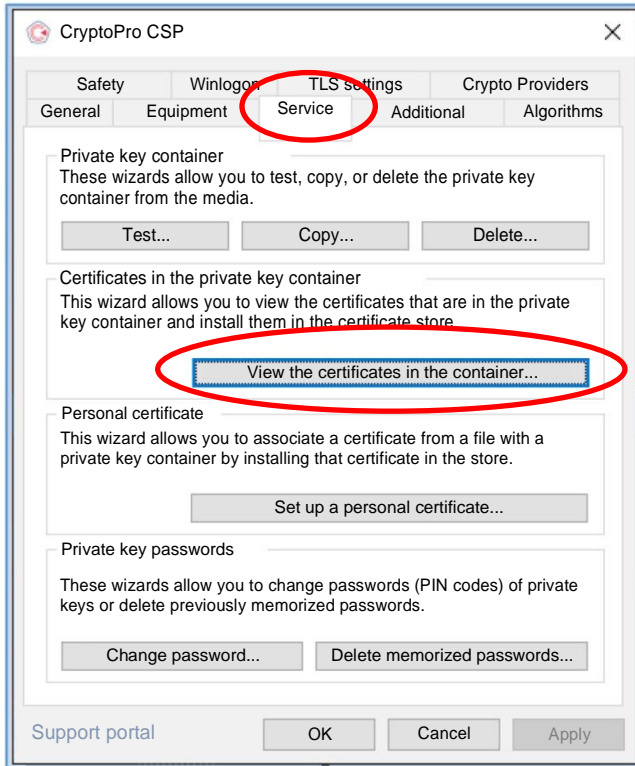 CryptoPro CSP
Safety Winlogon TLS settings Crypto Providers
General Equipment Service Additional Algorithms
Private key container
These wizards allow you to test, copy, or delete the private key
container from the media.
Test... Copy... Delete...
Certificates in the private key container
This wizard allows you to view the certificates that are in the private
key container and install them in the certificate store.
View the certificates in the container...
Personal certificate
This wizard allows you to associate a certificate from a file with a
private key container by installing that certificate in the store.
Set up a personal certificate...
Private key passwords
These wizards allow you to change passwords (PIN codes) of private
keys or delete previously memorized passwords.
Change password... Delete memorized passwords...
Support portal OK Cancel Apply